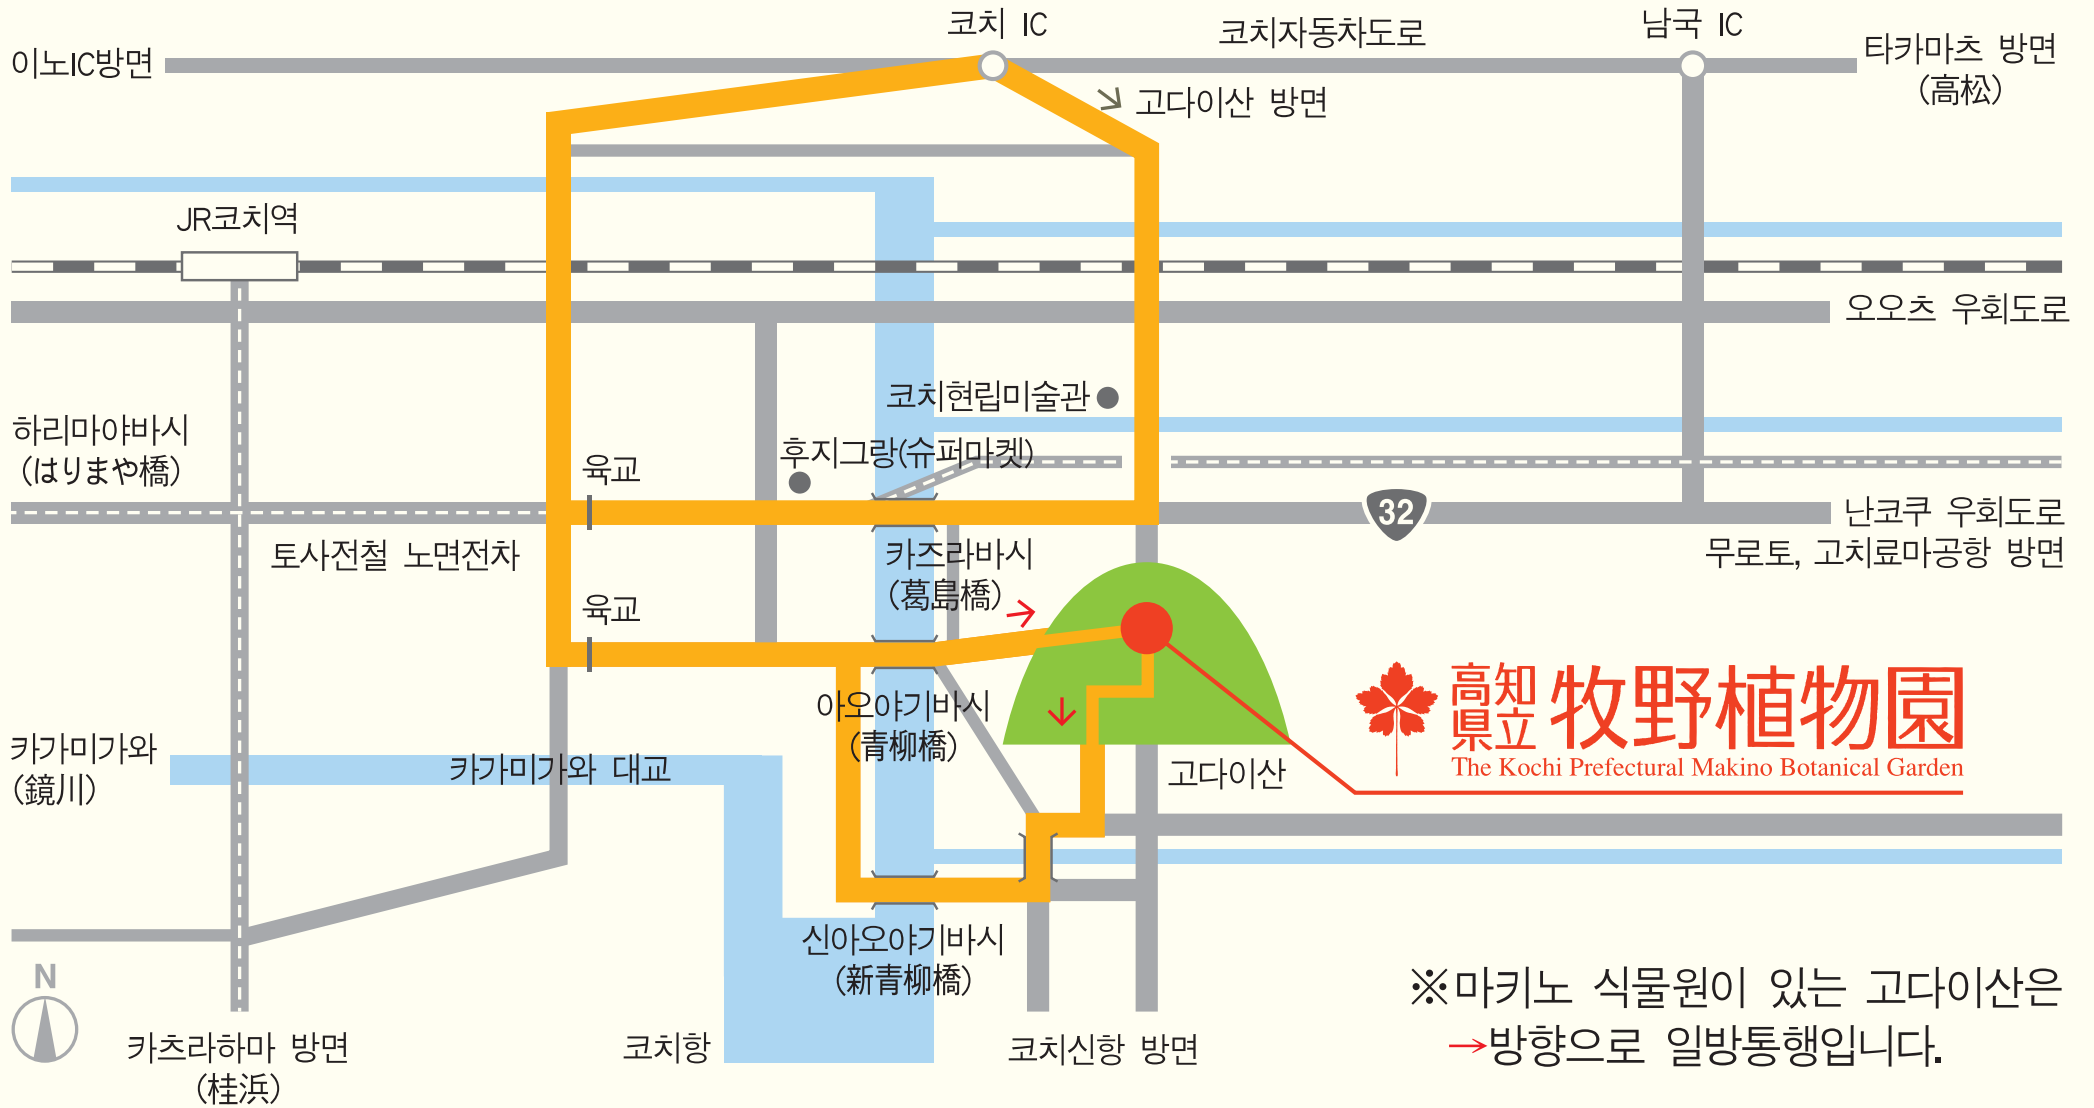 코치 IC
남국 IC
이노IC방면
코치자동차도로
타카마츠 방면
(高松)
고다이산 방면
JR코치역
오오츠 우회도로
코치현립미술관
하리마야바시
(はりまや橋)
후지그랑(슈퍼마켓)
육교
32
난코쿠 우회도로
무로토, 고치료마공항 방면
토사전철 노면전차
카즈라바시
(葛島橋)
육교
아오야기바시
(青柳橋)
高知
県立
牧野植物園
The Kochi Prefectural Makino Botanical Garden
카가미가와
(鏡川)
카가미가와 대교
고다이산
신아오야기바시
(新青柳橋)
N
※마키노 식물원이 있는 고다이산은
→방향으로 일방통행입니다.
카츠라하마 방면
(桂浜)
코치항
코치신항 방면